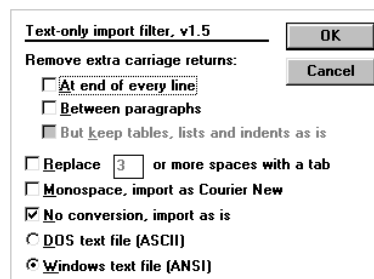 Text-only import filter, v1.5
OK
Remove extra carriage returns:
Cancel
At end of every line
Between paragraphs
But keep tables, lists and indents as is
Replace 3 or more spaces with a tab
Monospace, import as Courier New
No conversion, import as is
DOS text file (ASCII)
Windows text file (ANSI)